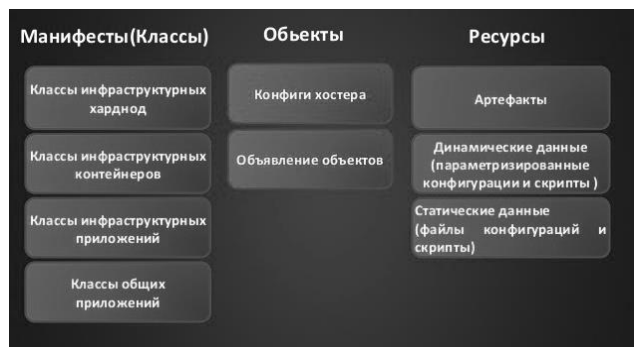 Манифесты(Классы)
Классы инфраструктурных
харднод
Классы инфраструктурных
контейнеров
Классы инфраструктурных
приложений
Классы общих
приложений
Обьекты
Конфиги хостера
Объявление объектов
Ресурсы
Артефакты
Динамические данные
(параметризированные
конфигурации и скрипты )
Статические данные
(файлы конфигураций и
скрипты)